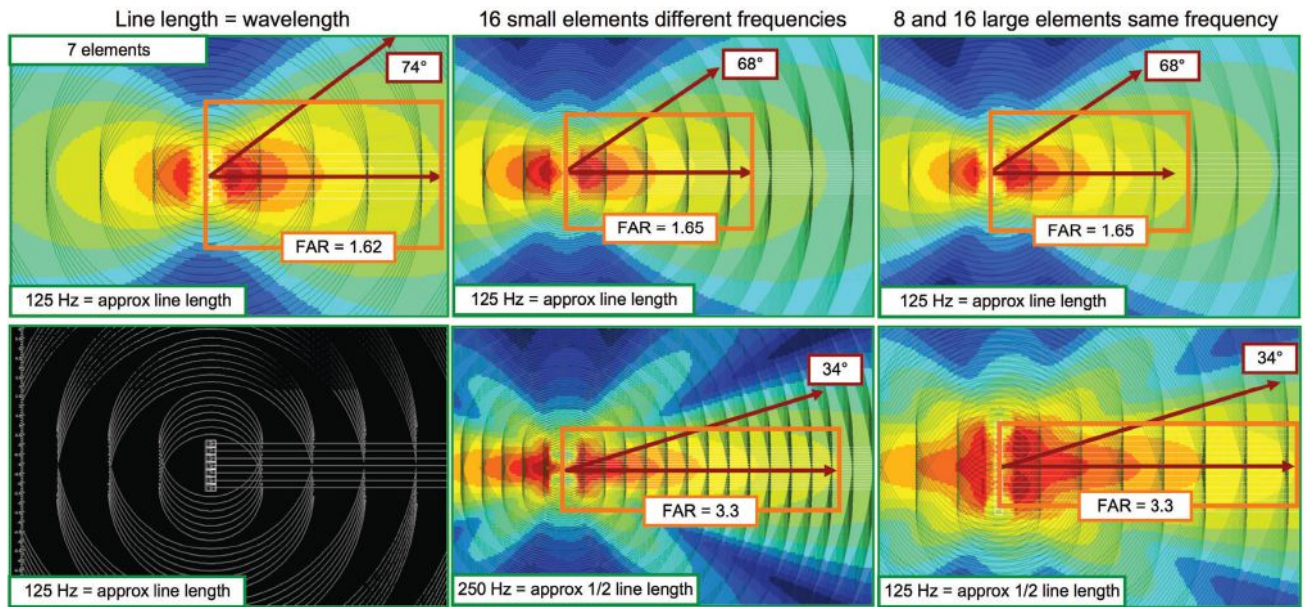 Line length = wavelength
16 small elements different frequencies
8 and 16 large elements same frequency
7 elements
74°
FAR = 1.62
125 Hz = approx line length
68°
FAR = 1.65
125 Hz = approx line length
68°
FAR = 1.65
125 Hz = approx line length
125 Hz = approx line length
34°
FAR = 3.3
250 Hz = approx 1/2 line length
34°
FAR = 3.3
125 Hz = approx 1/2 line length